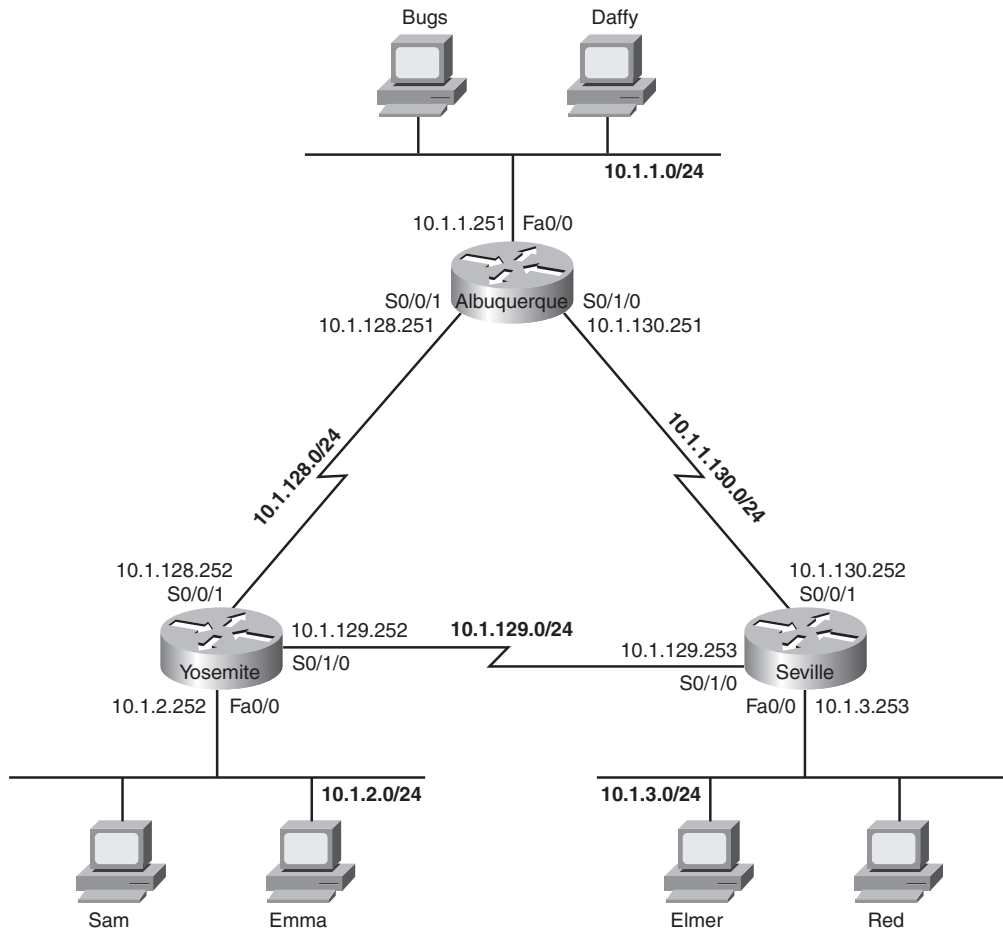 Bugs
Daffy
10.1.1.0/24
10.1.1.251
Fa0/0
S0/0/1
Albuquerque
S0/1/0
10.1.128.251
10.1.130.251
10.1.128.0/24
10.1.1.130.0/24
10.1.128.252
S0/0/1
10.1.130.252
S0/0/1
10.1.129.252
10.1.129.0/24
10.1.129.253
Yosemite
S0/1/0
S0/1/0
Seville
10.1.2.252
Fa0/0
Fa0/0
10.1.3.253
10.1.2.0/24
10.1.3.0/24
Sam
Emma
Elmer
Red